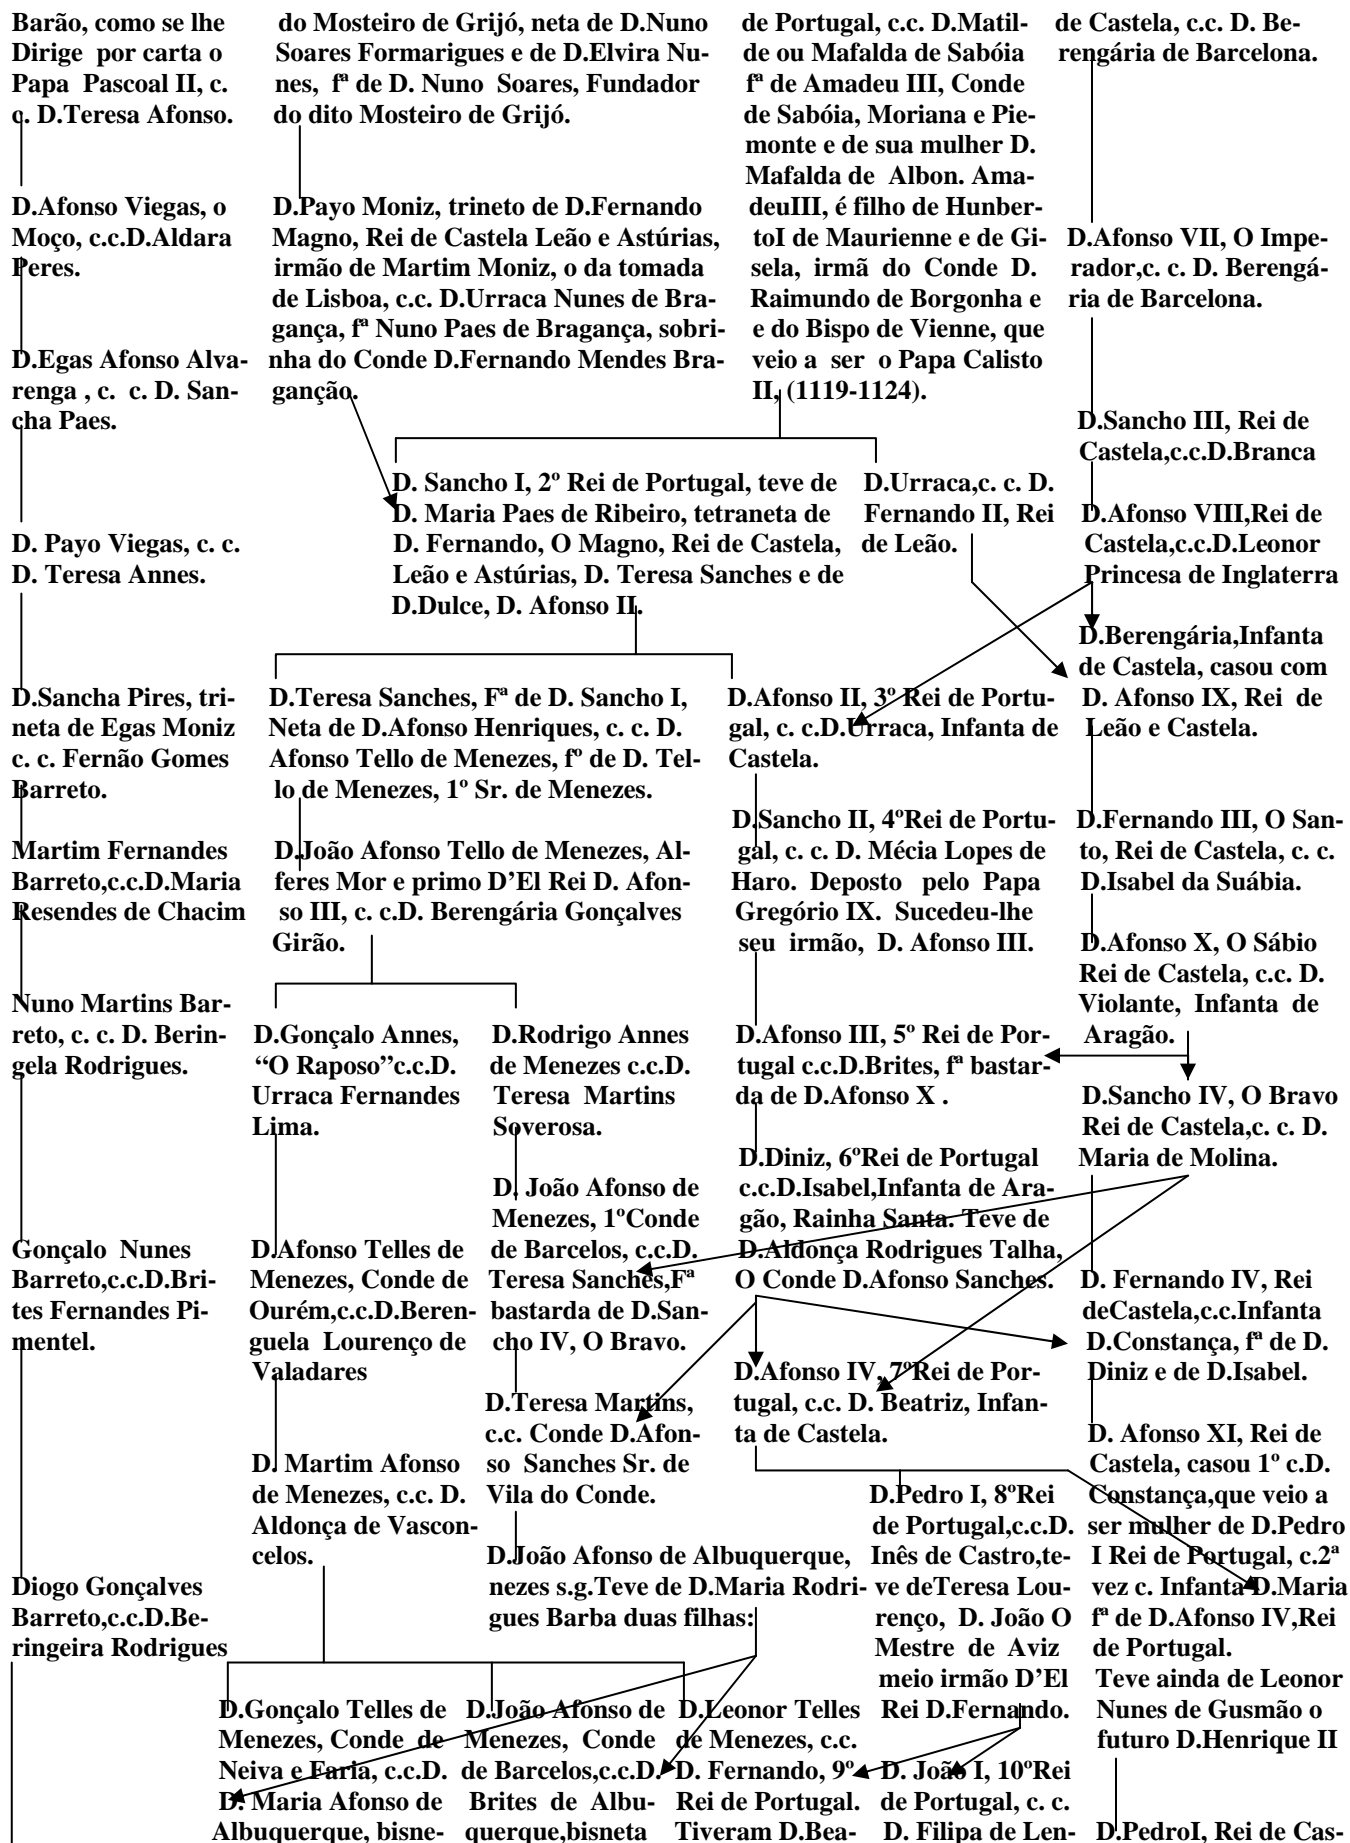 Barão, como se lhe
Dirige por carta o
Papa Pascoal II, c.
c. D.Teresa Afonso.
D.Afonso Viegas, o
Moço, c.c.D.Aldara
Peres.
D.Egas Afonso Alva-
renga , c. c. D. San-
cha Paes.
D. Payo Viegas, c. c.
D. Teresa Annes.
D.Sancha Pires, tri-
neta de Egas Moniz
c. c. Fernão Gomes
Barreto.
Martim Fernandes
Barreto,c.c.D.Maria
Resendes de Chacim
Nuno Martins Bar-
reto, c. c. D. Berin-
gela Rodrigues.
Gonçalo Nunes
Barreto,c.c.D.Bri-
tes Fernandes Pi-
mentel.
Diogo Gonçalves
Barreto,c.c.D.Be-
ringeira Rodrigues
do Mosteiro de Grijó, neta de D.Nuno
Soares Formarigues e de D.Elvira Nu-
nes, fª de D. Nuno Soares, Fundador
do dito Mosteiro de Grijó.
D.Payo Moniz, trineto de D.Fernando
Magno, Rei de Castela Leão e Astúrias,
irmão de Martim Moniz, o da tomada
de Lisboa, c.c. D.Urraca Nunes de Bra-
gança, fª Nuno Paes de Bragança, sobri-
nha do Conde D.Fernando Mendes Bra-
ganção.
de Portugal, c.c. D.Matil-
de ou Mafalda de Sabóia
fª de Amadeu III, Conde
de Sabóia, Moriana e Pie-
monte e de sua mulher D.
Mafalda de Albon. Ama-
deuIII, é filho de Hunber-
toI de Maurienne e de Gi-
sela, irmã do Conde D.
Raimundo de Borgonha e
e do Bispo de Vienne, que
veio a ser o Papa Calisto
II, (1119-1124).
D. Sancho I, 2º Rei de Portugal, teve de
D. Maria Paes de Ribeiro, tetraneta de
D. Fernando, O Magno, Rei de Castela,
Leão e Astúrias, D. Teresa Sanches e de
D.Dulce, D. Afonso II.
D.Urraca,c. c. D.
Fernando II, Rei
de Leão.
D.Teresa Sanches, Fª de D. Sancho I,
Neta de D.Afonso Henriques, c. c. D.
Afonso Tello de Menezes, fº de D. Tel-
lo de Menezes, 1º Sr. de Menezes.
D.João Afonso Tello de Menezes, Al-
feres Mor e primo D’El Rei D. Afon-
so III, c. c.D. Berengária Gonçalves
Girão.
D.Gonçalo Annes,
“O Raposo”c.c.D.
Urraca Fernandes
Lima.
D.Afonso Telles de
Menezes, Conde de
Ourém,c.c.D.Beren-
guela Lourenço de
Valadares
D. Martim Afonso
de Menezes, c.c. D.
Aldonça de Vascon-
celos.
D.Rodrigo Annes
de Menezes c.c.D.
Teresa Martins
Soverosa.
D. João Afonso de
Menezes, 1ºConde
de Barcelos, c.c.D.
Teresa Sanches,Fª
bastarda de D.San-
cho IV, O Bravo.
D.Teresa Martins,
c.c. Conde D.Afon-
so Sanches Sr. de
Vila do Conde.
D.João Afonso de Albuquerque,
nezes s.g.Teve de D.Maria Rodri-
gues Barba duas filhas:
D.Afonso II, 3º Rei de Portu-
gal, c. c.D.Urraca, Infanta de
Castela.
D.Sancho II, 4ºRei de Portu-
gal, c. c. D. Mécia Lopes de
Haro. Deposto pelo Papa
Gregório IX. Sucedeu-lhe
seu irmão, D. Afonso III.
D.Afonso III, 5º Rei de Por-
tugal c.c.D.Brites, fª bastar-
da de D.Afonso X .
D.Diniz, 6ºRei de Portugal
c.c.D.Isabel,Infanta de Ara-
gão, Rainha Santa. Teve de
D.Aldonça Rodrigues Talha,
O Conde D.Afonso Sanches.
D.Afonso IV, 7ºRei de Por-
tugal, c.c. D. Beatriz, Infan-
ta de Castela.
D.Pedro I, 8ºRei
de Portugal,c.c.D.
Inês de Castro,te-
ve deTeresa Lou-
renço, D. João O
Mestre de Aviz
meio irmão D’El
Rei D.Fernando.
de Castela, c.c. D. Be-
rengária de Barcelona.
D.Afonso VII, O Impe-
rador,c. c. D. Berengá-
ria de Barcelona.
D.Sancho III, Rei de
Castela,c.c.D.Branca
D.Afonso VIII,Rei de
Castela,c.c.D.Leonor
Princesa de Inglaterra
D.Berengária,Infanta
de Castela, casou com
D. Afonso IX, Rei de
Leão e Castela.
D.Fernando III, O San-
to, Rei de Castela, c. c.
D.Isabel da Suábia.
D.Afonso X, O Sábio
Rei de Castela, c.c. D.
Violante, Infanta de
Aragão.
D.Sancho IV, O Bravo
Rei de Castela,c. c. D.
Maria de Molina.
D. Fernando IV, Rei
deCastela,c.c.Infanta
D.Constança, fª de D.
Diniz e de D.Isabel.
D. Afonso XI, Rei de
Castela, casou 1º c.D.
Constança,que veio a
ser mulher de D.Pedro
I Rei de Portugal, c.2ª
vez c. Infanta D.Maria
fª de D.Afonso IV,Rei
de Portugal.
Teve ainda de Leonor
Nunes de Gusmão o
futuro D.Henrique II
D.Gonçalo Telles de
Menezes, Conde de
Neiva e Faria, c.c.D.
D. Maria Afonso de
Albuquerque, bisne-
D.João Afonso de
Menezes, Conde
de Barcelos,c.c.D.
Brites de Albu-
querque,bisneta
D.Leonor Telles
de Menezes, c.c.
D. Fernando, 9º
Rei de Portugal.
Tiveram D.Bea-
D. João I, 10ºRei
de Portugal, c. c.
D. Filipa de Len-
D.PedroI, Rei de Cas-